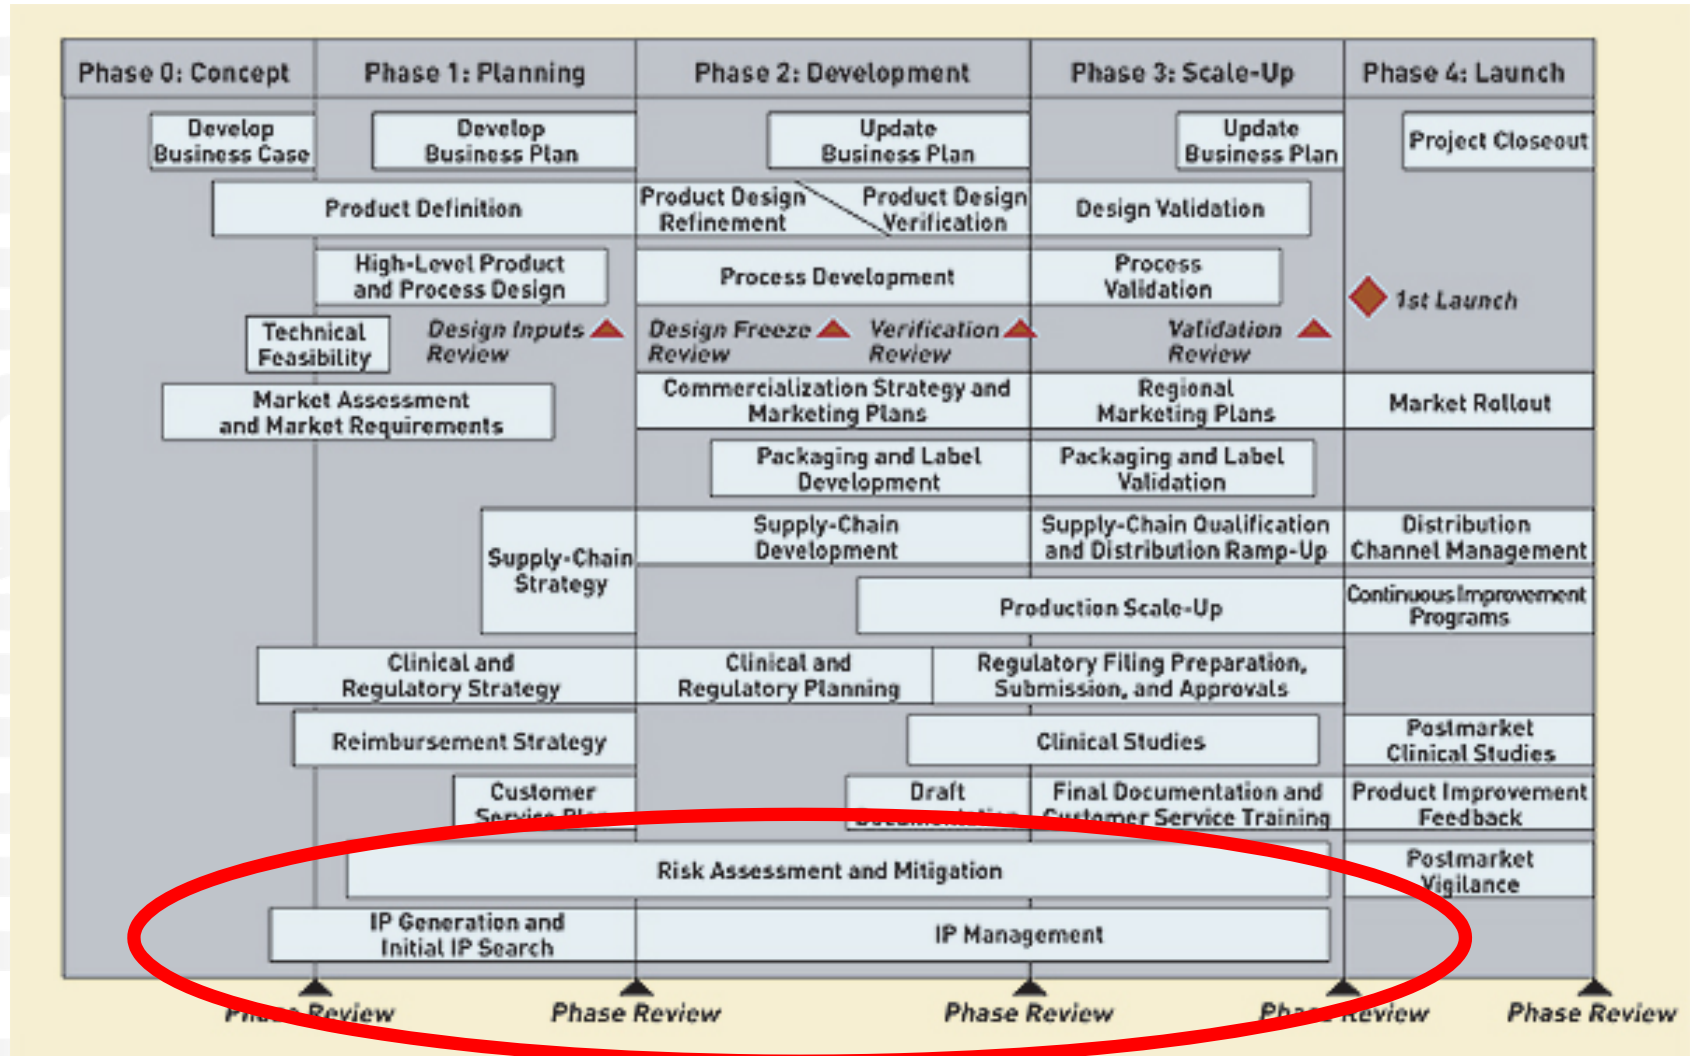 Phase 0: Concept
Phase 1: Planning
Phase 2: Development
Phase 3: Scale-Up
Phase 4: Launch
Develop
Business Case
Develop
Business Plan
Update
Business Plan
Update
Business Plan
Project Closeout
Product Definition
Product Design
Refinement
Product Design
Verification
Design Validation
High-Level Product
and Process Design
Process Development
Process
Validation
1st Launch
Technical
Feasibility
Design Inputs
Review
Design Freeze
Review
Verification
Review
Validation
Review
Market Assessment
and Market Requirements
Commercialization Strategy and
Marketing Plans
Regional
Marketing Plans
Market Rollout
Packaging and Label
Development
Packaging and Label
Validation
Supply-Chain
Strategy
Supply-Chain
Development
Supply-Chain Qualification
and Distribution Ramp-Up
Distribution
Channel Management
Production Scale-Up
Continuous Improvement
Programs
Clinical and
Regulatory Strategy
Clinical and
Regulatory Planning
Regulatory Filing Preparation,
Submission, and Approvals
Reimbursement Strategy
Clinical Studies
Postmarket
Clinical Studies
Customer
Service Plan
Draft
Documentation
Final Documentation and
Customer Service Training
Product Improvement
Feedback
Risk Assessment and Mitigation
Postmarket
Vigilance
IP Generation and
Initial IP Search
IP Management
Phase Review
Phase Review
Phase Review
Phase Review
Phase Review